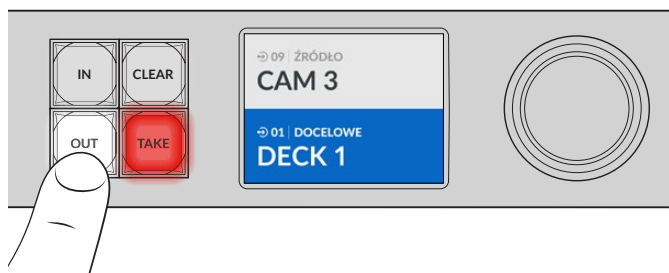 IN
CLEAR
OUT
TAKE
09 | ŹRÓDŁO
CAM 3
01 | DOCELOWE
DECK 1